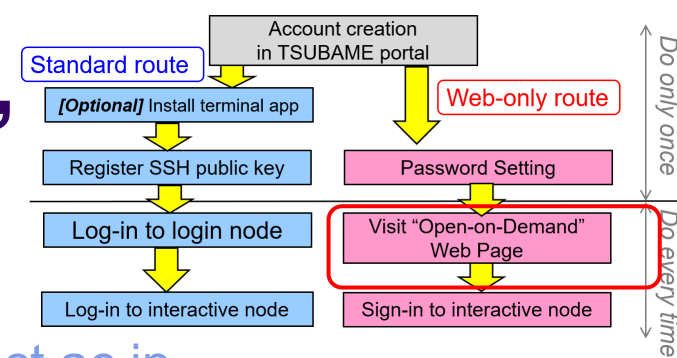 Account creation
in TSUBAME portal
Standard route
Web-only route
[Optional] Install terminal app
Register SSH public key
Password Setting
Do only once
Log-in to login node
Visit “Open-on-Demand”
Web Page
Log-in to interactive node
Sign-in to interactive node
Do every time